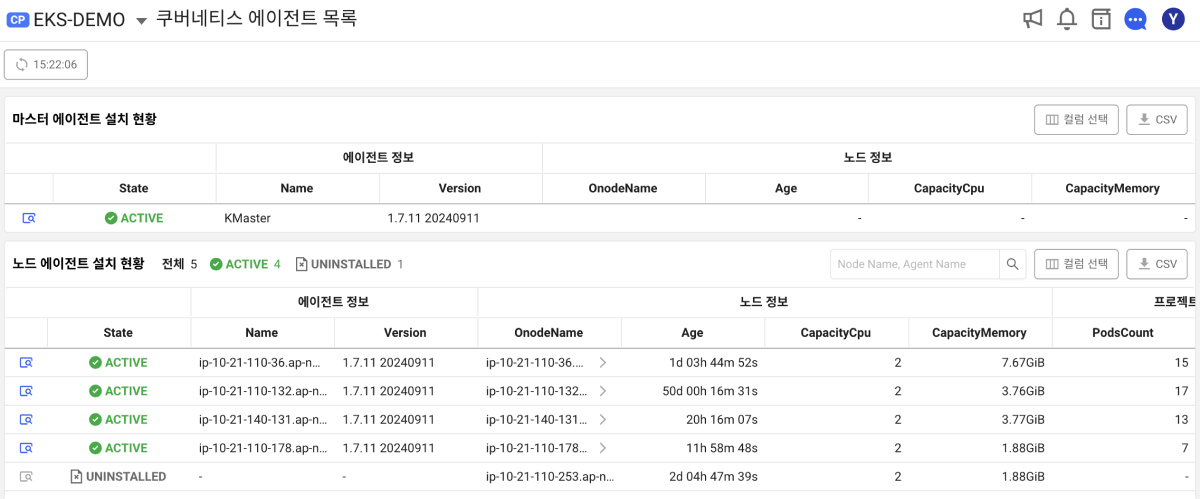 CP EKS-DEMO 쿠버네티스 에이전트 목록 Y
15:22:06
마스터 에이전트 설치 현황 컬럼 선택 CSV
에이전트 정보 노드 정보
State Name Version OnodeName Age CapacityCpu CapacityMemory
ACTIVE KMaster 1.7.11 20240911 - - -
노드 에이전트 설치 현황 전체 5 ACTIVE 4 UNINSTALLED 1 Node Name, Agent Name 컬럼 선택 CSV
에이전트 정보 노드 정보 프로젝트
State Name Version OnodeName Age CapacityCpu CapacityMemory PodsCount
ACTIVE ip-10-21-110-36.ap-n... 1.7.11 20240911 ip-10-21-110-36.... 1d 03h 44m 52s 2 7.67GiB 15
ACTIVE ip-10-21-110-132.ap-n... 1.7.11 20240911 ip-10-21-110-132... 50d 00h 16m 31s 2 3.76GiB 17
ACTIVE ip-10-21-140-131.ap-n... 1.7.11 20240911 ip-10-21-140-131... 20h 16m 07s 2 3.77GiB 13
ACTIVE ip-10-21-110-178.ap-n... 1.7.11 20240911 ip-10-21-110-178... 11h 58m 48s 2 1.88GiB 7
UNINSTALLED - - ip-10-21-110-253.ap-n... 2d 04h 47m 39s 2 1.88GiB -